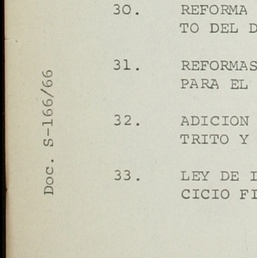 30. REFORMA
TO DEL D
31. REFORMAS
PARA EL
32. ADICION
TRITO Y
33. LEY DE I
CICIO FI
Doc. S-166/66